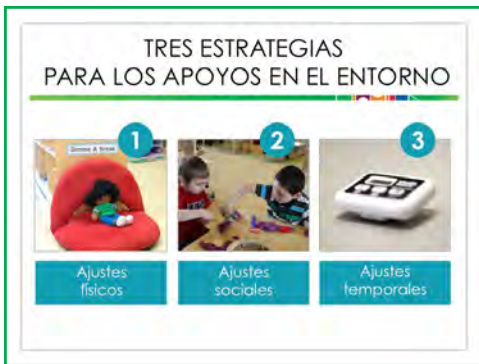 TRES ESTRATEGIAS
PARA LOS APOYOS EN EL ENTORNO
1
2
3
Ajustes
físicos
Ajustes
sociales
Ajustes
temporales